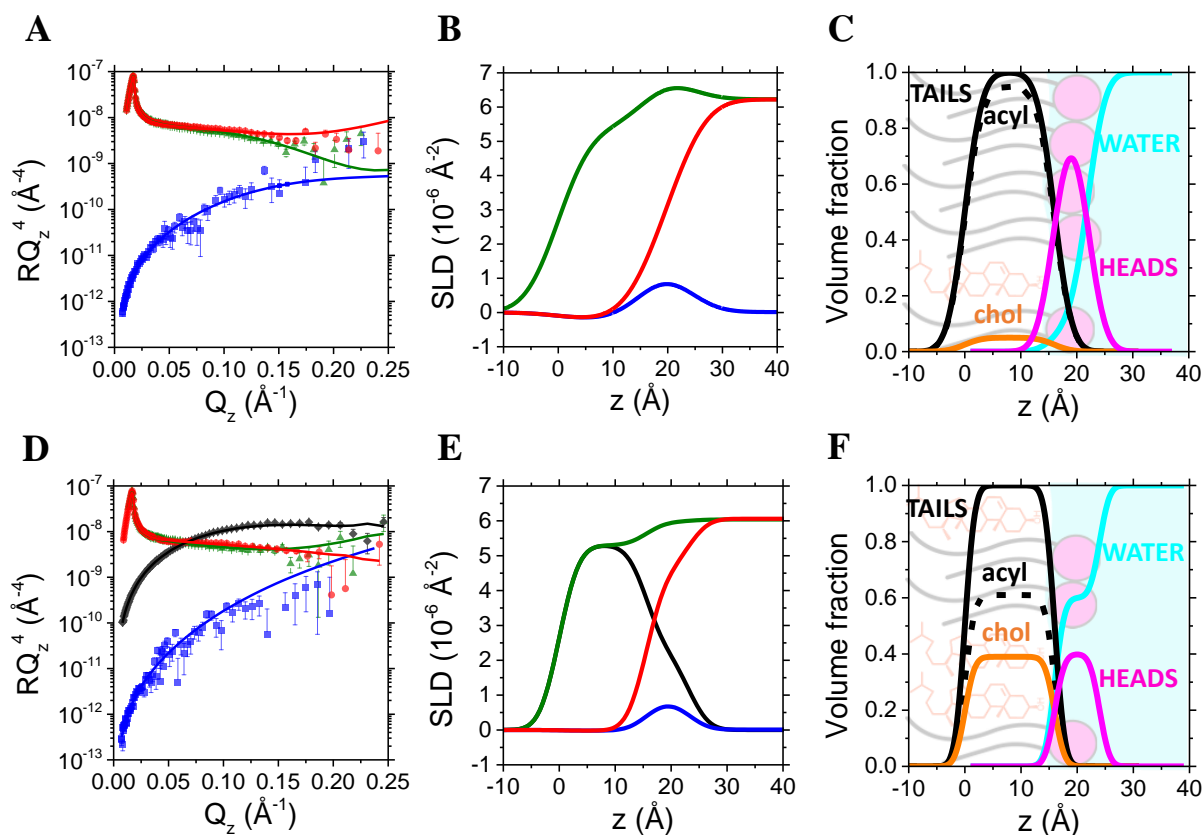 A
RQ_z^4 (Å^-4)
10^-7
10^-8
10^-9
10^-10
10^-11
10^-12
10^-13
0.00 0.05 0.10 0.15 0.20 0.25
Q_z (Å^-1)
B
SLD (10^-6 Å^-2)
7
6
5
4
3
2
1
0
-1
-10 0 10 20 30 40
z (Å)
C
Volume fraction
1.0
0.8
0.6
0.4
0.2
0.0
TAILS
acyl
WATER
HEADS
chol
-10 0 10 20 30 40
z (Å)
D
RQ_z^4 (Å^-4)
10^-7
10^-8
10^-9
10^-10
10^-11
10^-12
10^-13
0.00 0.05 0.10 0.15 0.20 0.25
Q_z (Å^-1)
E
SLD (10^-6 Å^-2)
7
6
5
4
3
2
1
0
-1
-10 0 10 20 30 40
z (Å)
F
Volume fraction
1.0
0.8
0.6
0.4
0.2
0.0
TAILS
WATER
acyl
chol
HEADS
-10 0 10 20 30 40
z (Å)